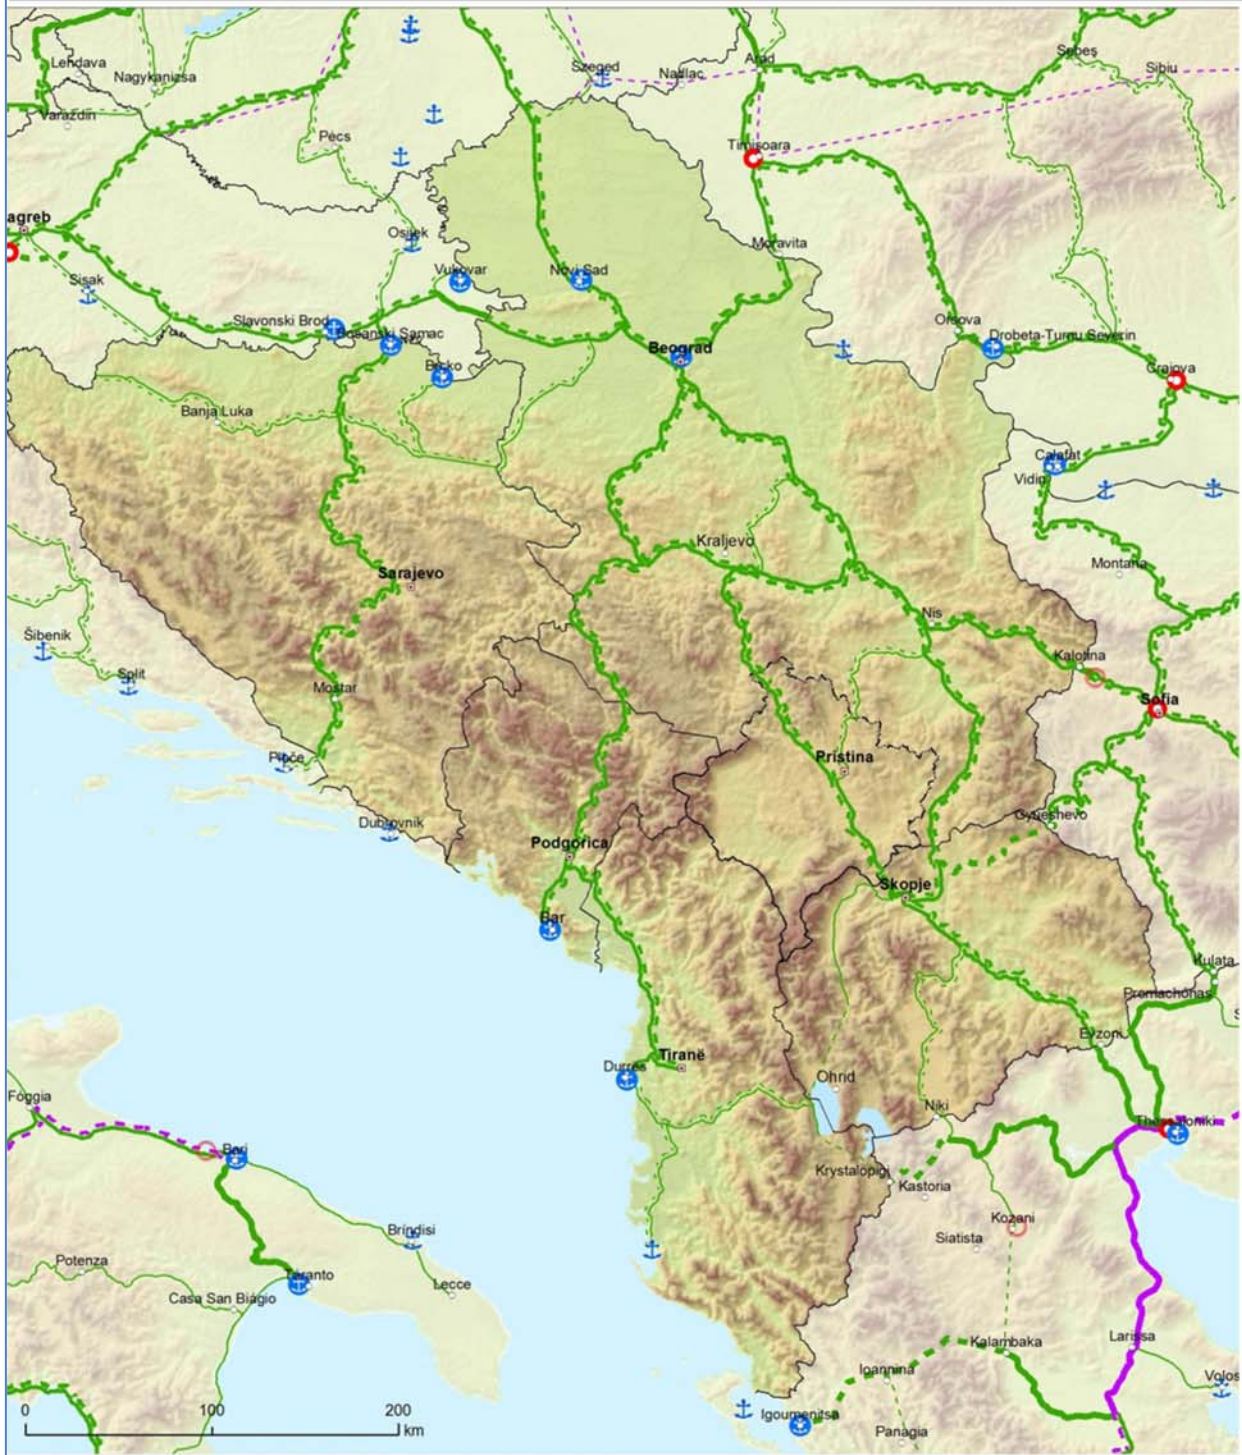 Lendava
Nagykanizsa
Varazdin
Pécs
Szeged
Nadlac
Arad
Sebes
Sibiu
Timisoara
agreb
Osijek
Moravita
Sisak
Vukovar
Novi Sad
Slavonski Brod
Bosanski Samac
Orsova
Drobeta-Turnu Severin
Beograd
Brcko
Craiova
Banja Luka
Calafat
Vidin
Kraljevo
Montana
Sarajevo
Nis
Šibenik
Kalotina
Split
Mostar
Sofia
Ploče
Pristina
Dubrovnik
Gyueshevo
Podgorica
Skopje
Bar
Kulata
Promachonas
S
Evzoni
Tiranë
Durres
Ohrid
Foggia
Niki
Thessaloniki
Bari
Krystalopigi
Kastoria
Kozani
Brindisi
Siatista
Potenza
Taranto
Lecce
Casa San Biágio
Kalambaka
Larissa
Ioannina
Volos
0 100 200
km
Igoumenitsa
Panagia